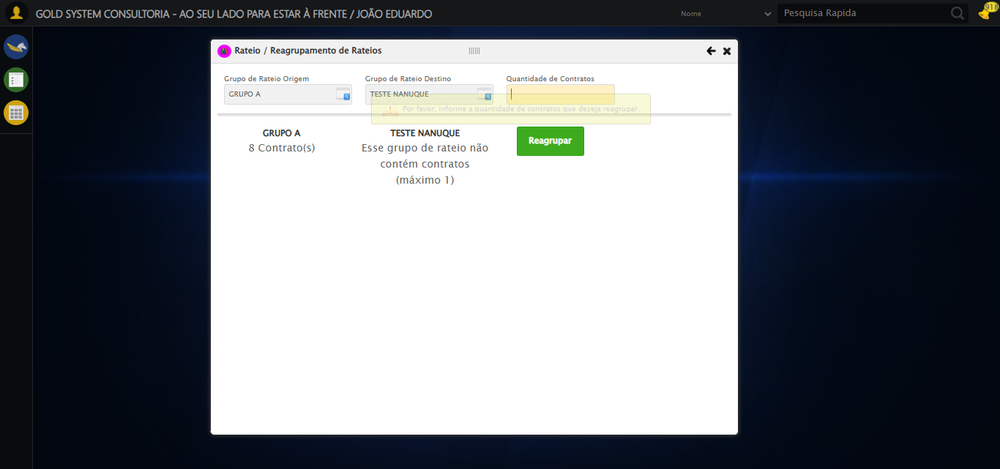 GOLD SYSTEM CONSULTORIA - AO SEU LADO PARA ESTAR À FRENTE / JOÃO EDUARDO
Nome
Pesquisa Rapida
918
Rateio / Reagrupamento de Rateios
Grupo de Rateio Origem
Grupo de Rateio Destino
Quantidade de Contratos
GRUPO A
TESTE NANUQUE
Por favor, informe a quantidade de contratos que deseja reagrupar.
GRUPO A
8 Contrato(s)
TESTE NANUQUE
Esse grupo de rateio não
contém contratos
(máximo 1)
Reagrupar